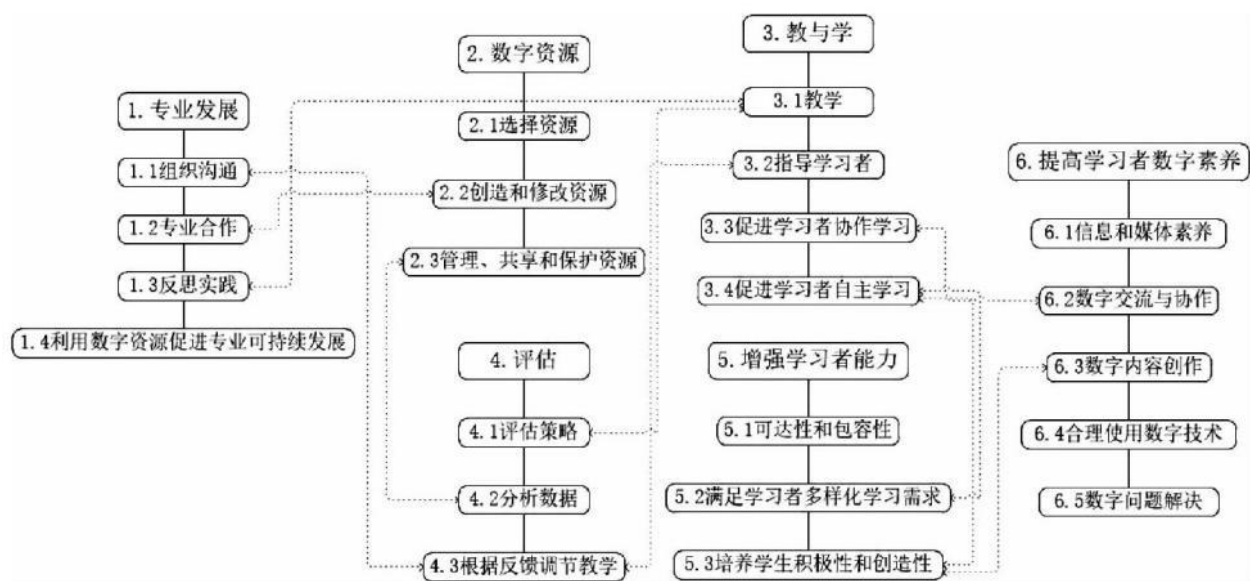 1.专业发展
1.1组织沟通
1.2专业合作
1.3反思实践
1.4利用数字资源促进专业可持续发展
2.数字资源
2.1选择资源
2.2创造和修改资源
2.3管理、共享和保护资源
3.教与学
3.1教学
3.2指导学习者
3.3促进学习者协作学习
3.4促进学习者自主学习
4.评估
4.1评估策略
4.2分析数据
4.3根据反馈调节教学
5.增强学习者能力
5.1可达性和包容性
5.2满足学习者多样化学习需求
5.3培养学生积极性和创造性
6.提高学习者数字素养
6.1信息和媒体素养
6.2数字交流与协作
6.3数字内容创作
6.4合理使用数字技术
6.5数字问题解决